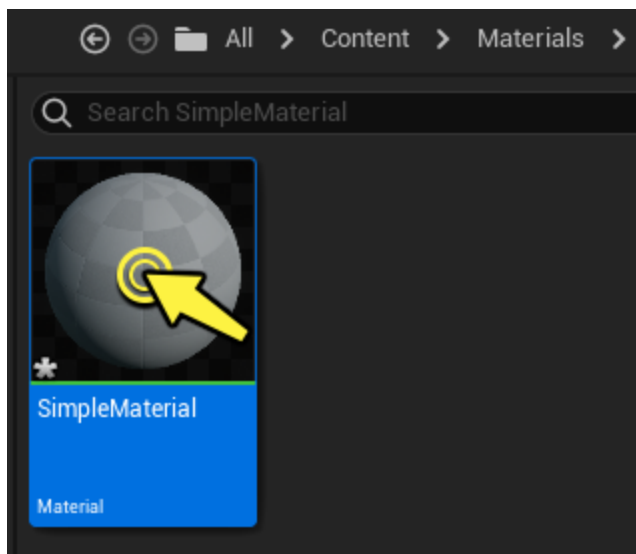 All > Content > Materials >
Search SimpleMaterial
SimpleMaterial
Material